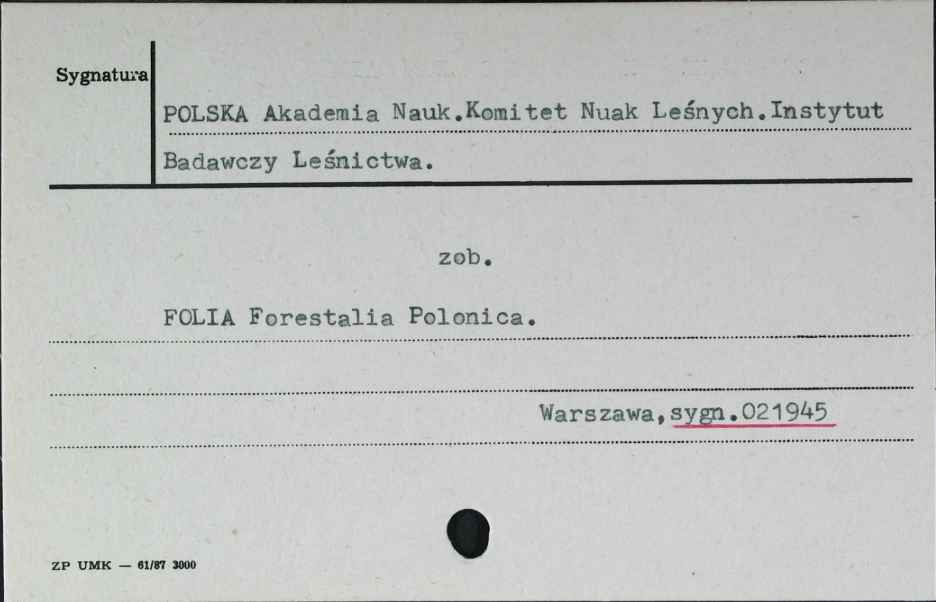 Sygnatura
POLSKA Akademia Nauk.Komitet Nuak Leśnych.Instytut
Badawczy Leśnictwa.
zob.
FOLIA Forestalia Polonica.
Warszawa,sygn.021945
ZP UMK — 61/87 3000